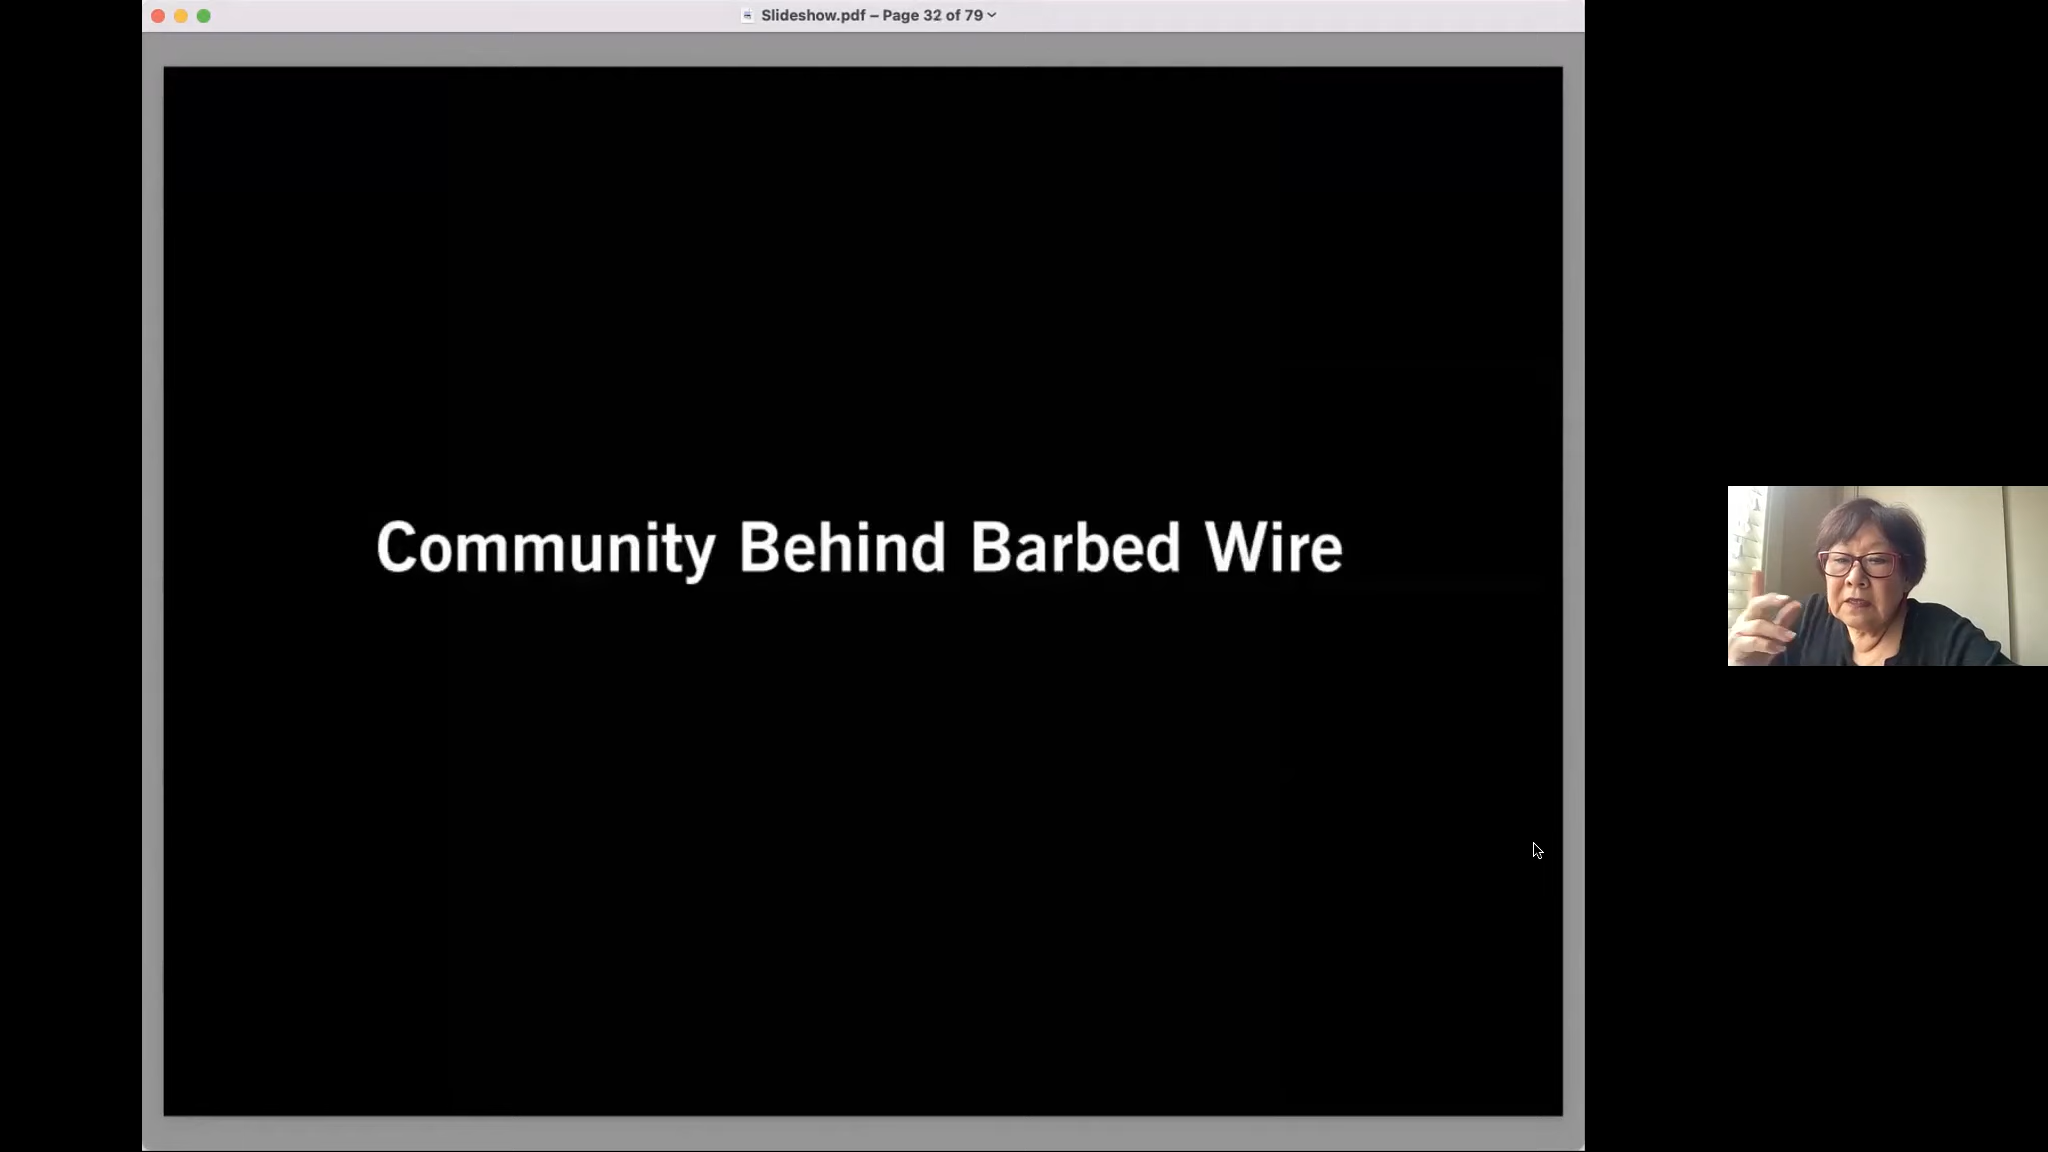 Slideshow.pdf – Page 32 of 79
Community Behind Barbed Wire